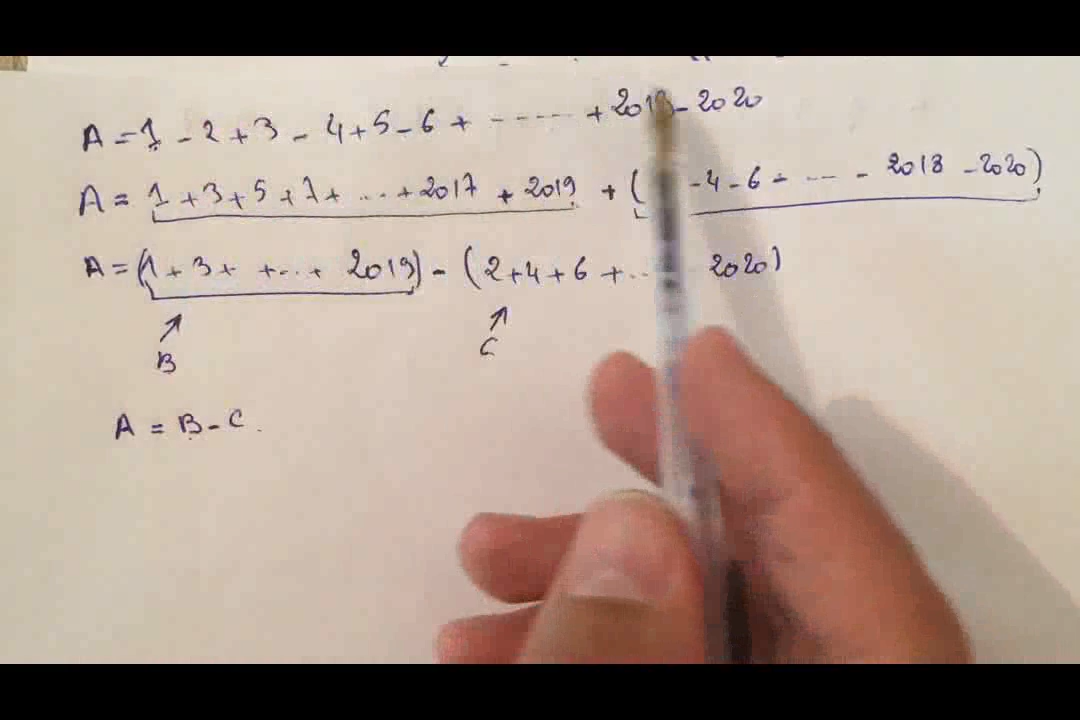 A = 1 - 2 + 3 - 4 + 5 - 6 + ------ + 2019 - 2020
A = 1 + 3 + 5 + 7 + ... + 2017 + 2019 + ( - 4 - 6 - ... - 2018 - 2020)
A = (1 + 3 + + ... + 2019) - (2 + 4 + 6 + ... 2020)
B C
A = B - C.